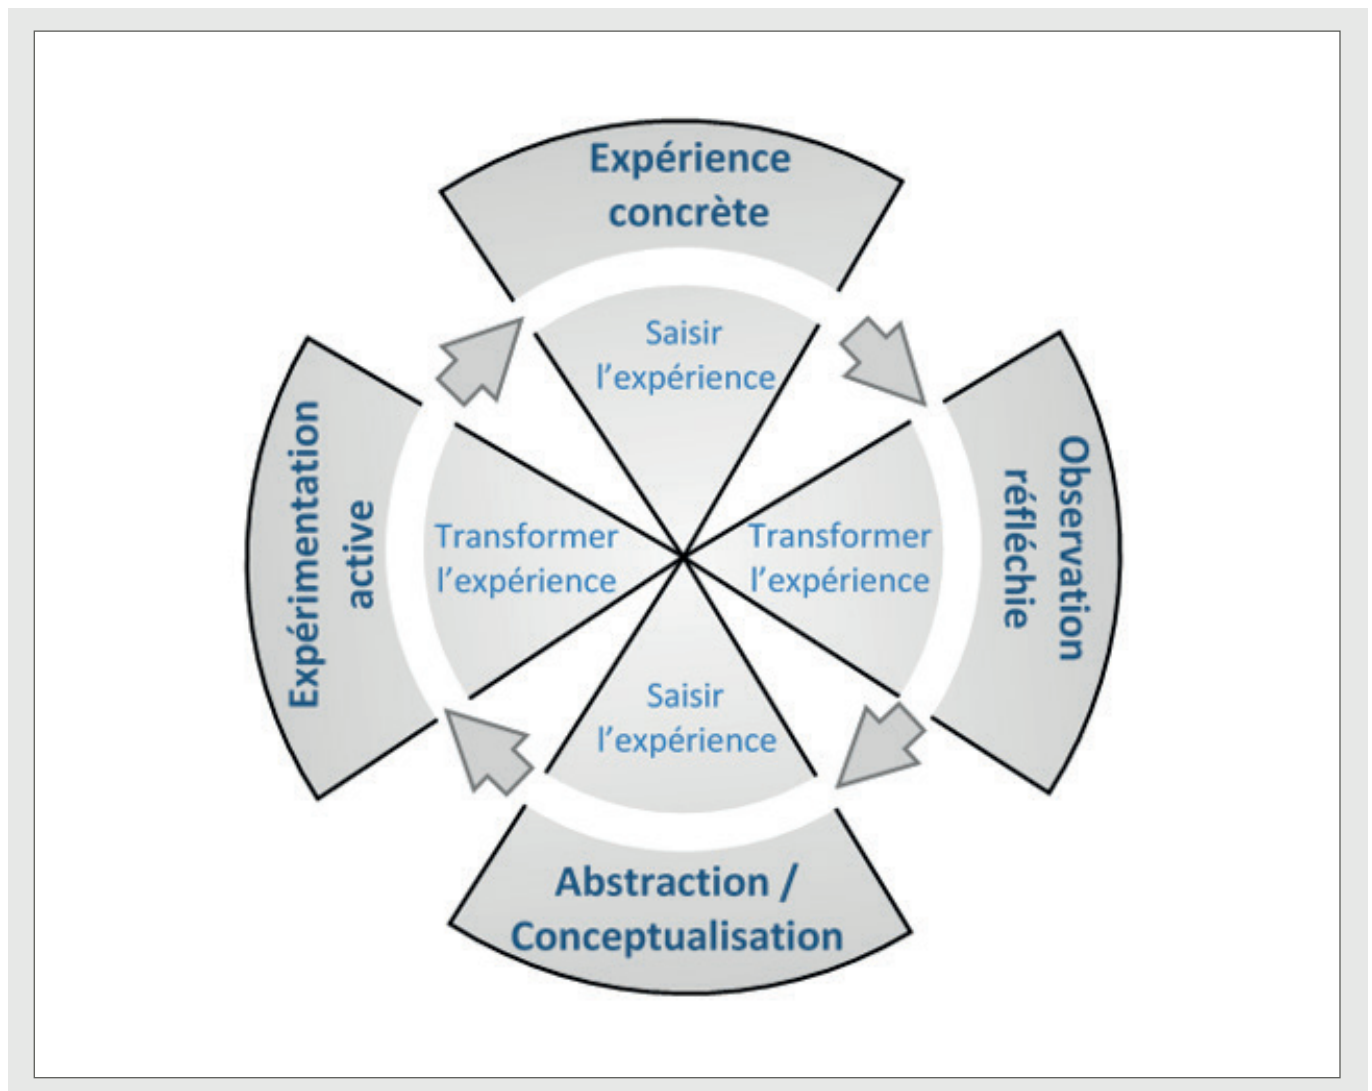 Expérience
concrète
Saisir
l'expérience
Observation
réfléchie
Transformer
l'expérience
Abstraction /
Conceptualisation
Saisir
l'expérience
Expérimentation
active
Transformer
l'expérience